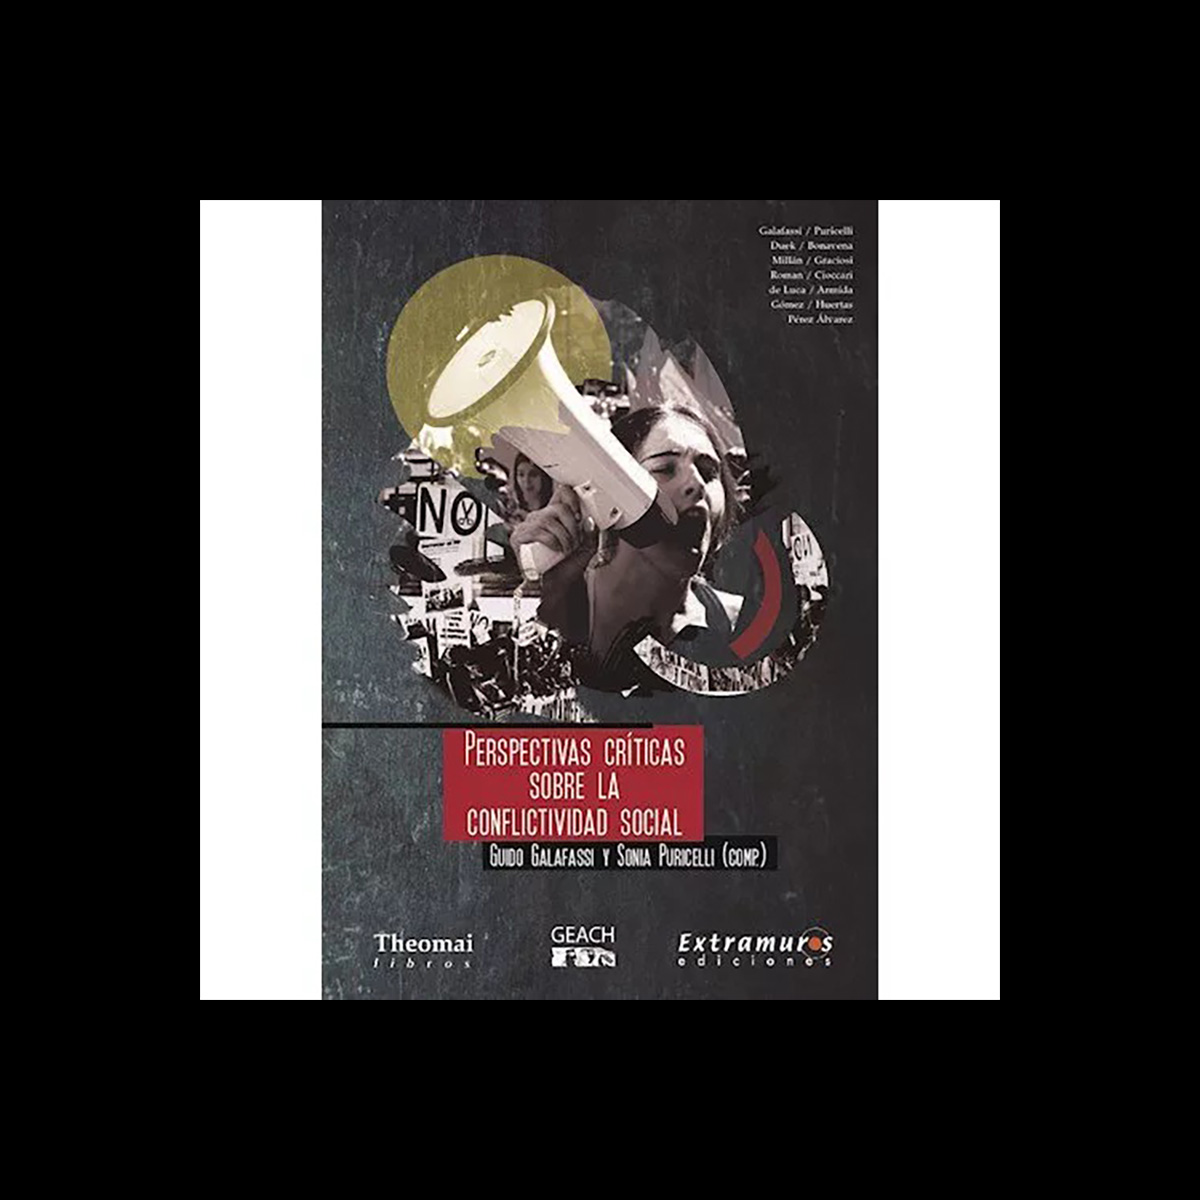 Galafassi / Puricelli
Duek / Bonavena
Millán / Graciosi
Roman / Cioccari
de Luca / Armida
Gómez / Huertas
Pérez Álvarez
NO
NO
Perspectivas críticas
sobre la
conflictividad social
Guido Galafassi y Sonia Puricelli (comp.)
Theomai
libros
GEACH
Extramuros
ediciones